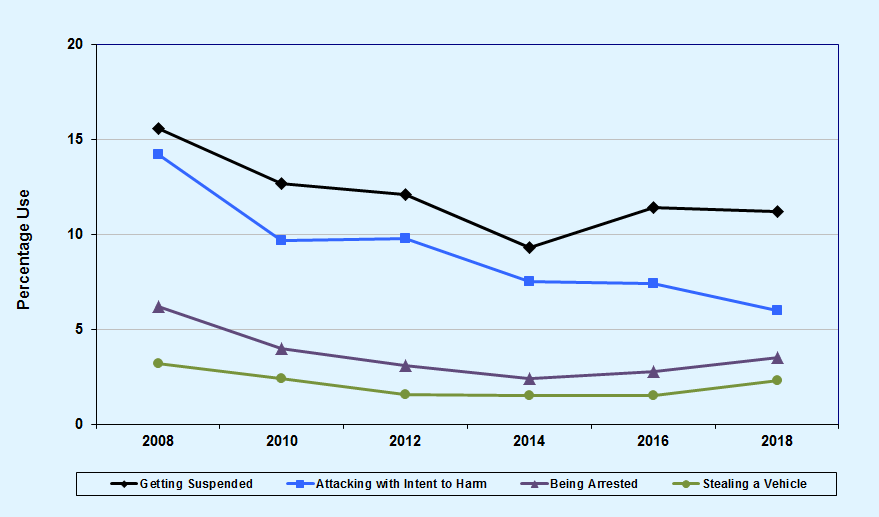 20
15
10
5
0
Percentage Use
2008 2010 2012 2014 2016 2018
Getting Suspended Attacking with Intent to Harm Being Arrested Stealing a Vehicle